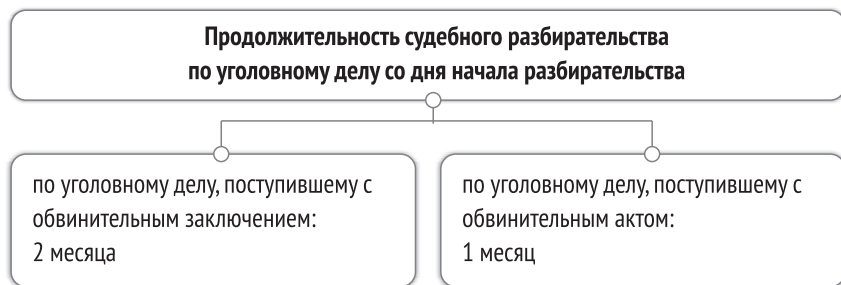 Продолжительность судебного разбирательства
по уголовному делу со дня начала разбирательства
по уголовному делу, поступившему с
обвинительным заключением:
2 месяца
по уголовному делу, поступившему с
обвинительным актом:
1 месяц